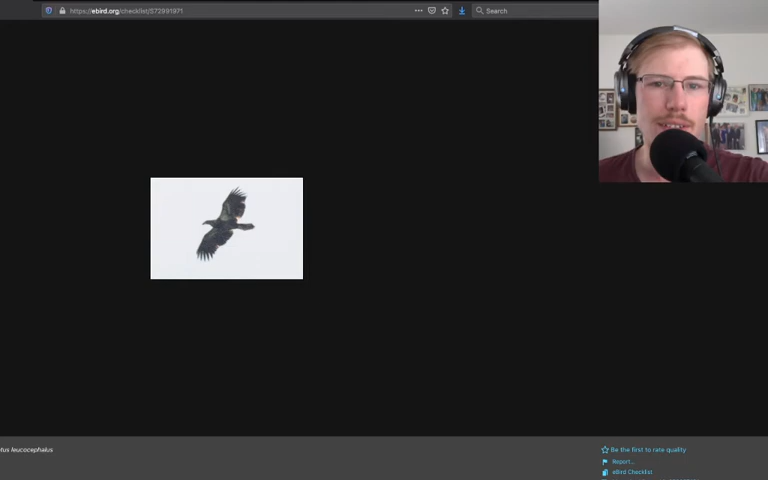 https://ebird.org/checklist/S72991971
Search
tus leucocephalus
Be the first to rate quality
Report...
eBird Checklist